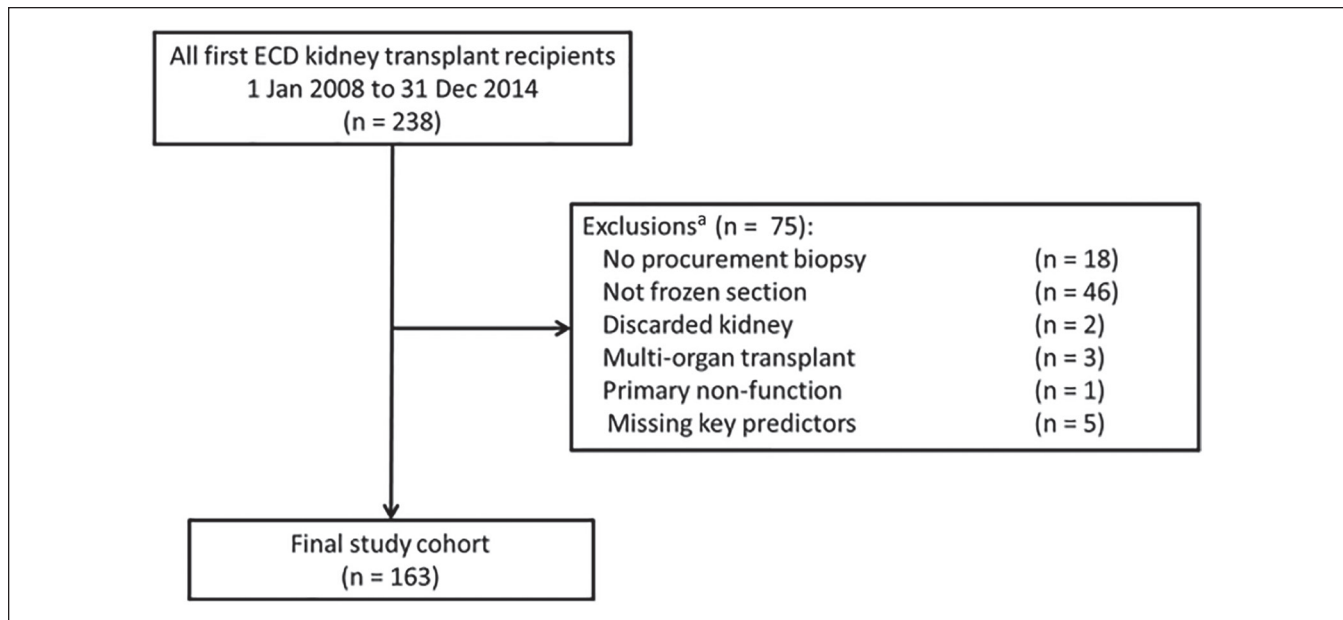 All first ECD kidney transplant recipients
1 Jan 2008 to 31 Dec 2014
(n = 238)
Exclusionsª (n = 75):
No procurement biopsy (n = 18)
Not frozen section (n = 46)
Discarded kidney (n = 2)
Multi-organ transplant (n = 3)
Primary non-function (n = 1)
Missing key predictors (n = 5)
Final study cohort
(n = 163)